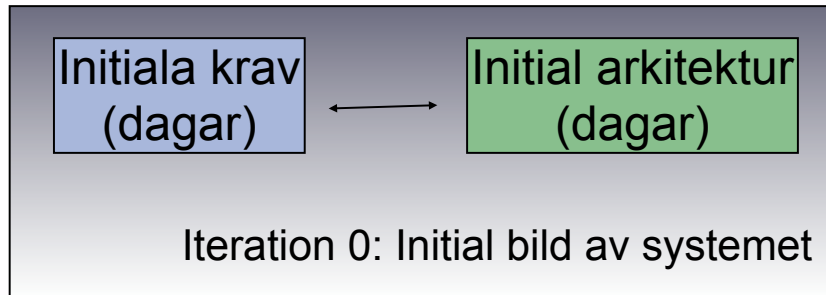 Initiala krav
(dagar)
Initial arkitektur
(dagar)
Iteration 0: Initial bild av systemet